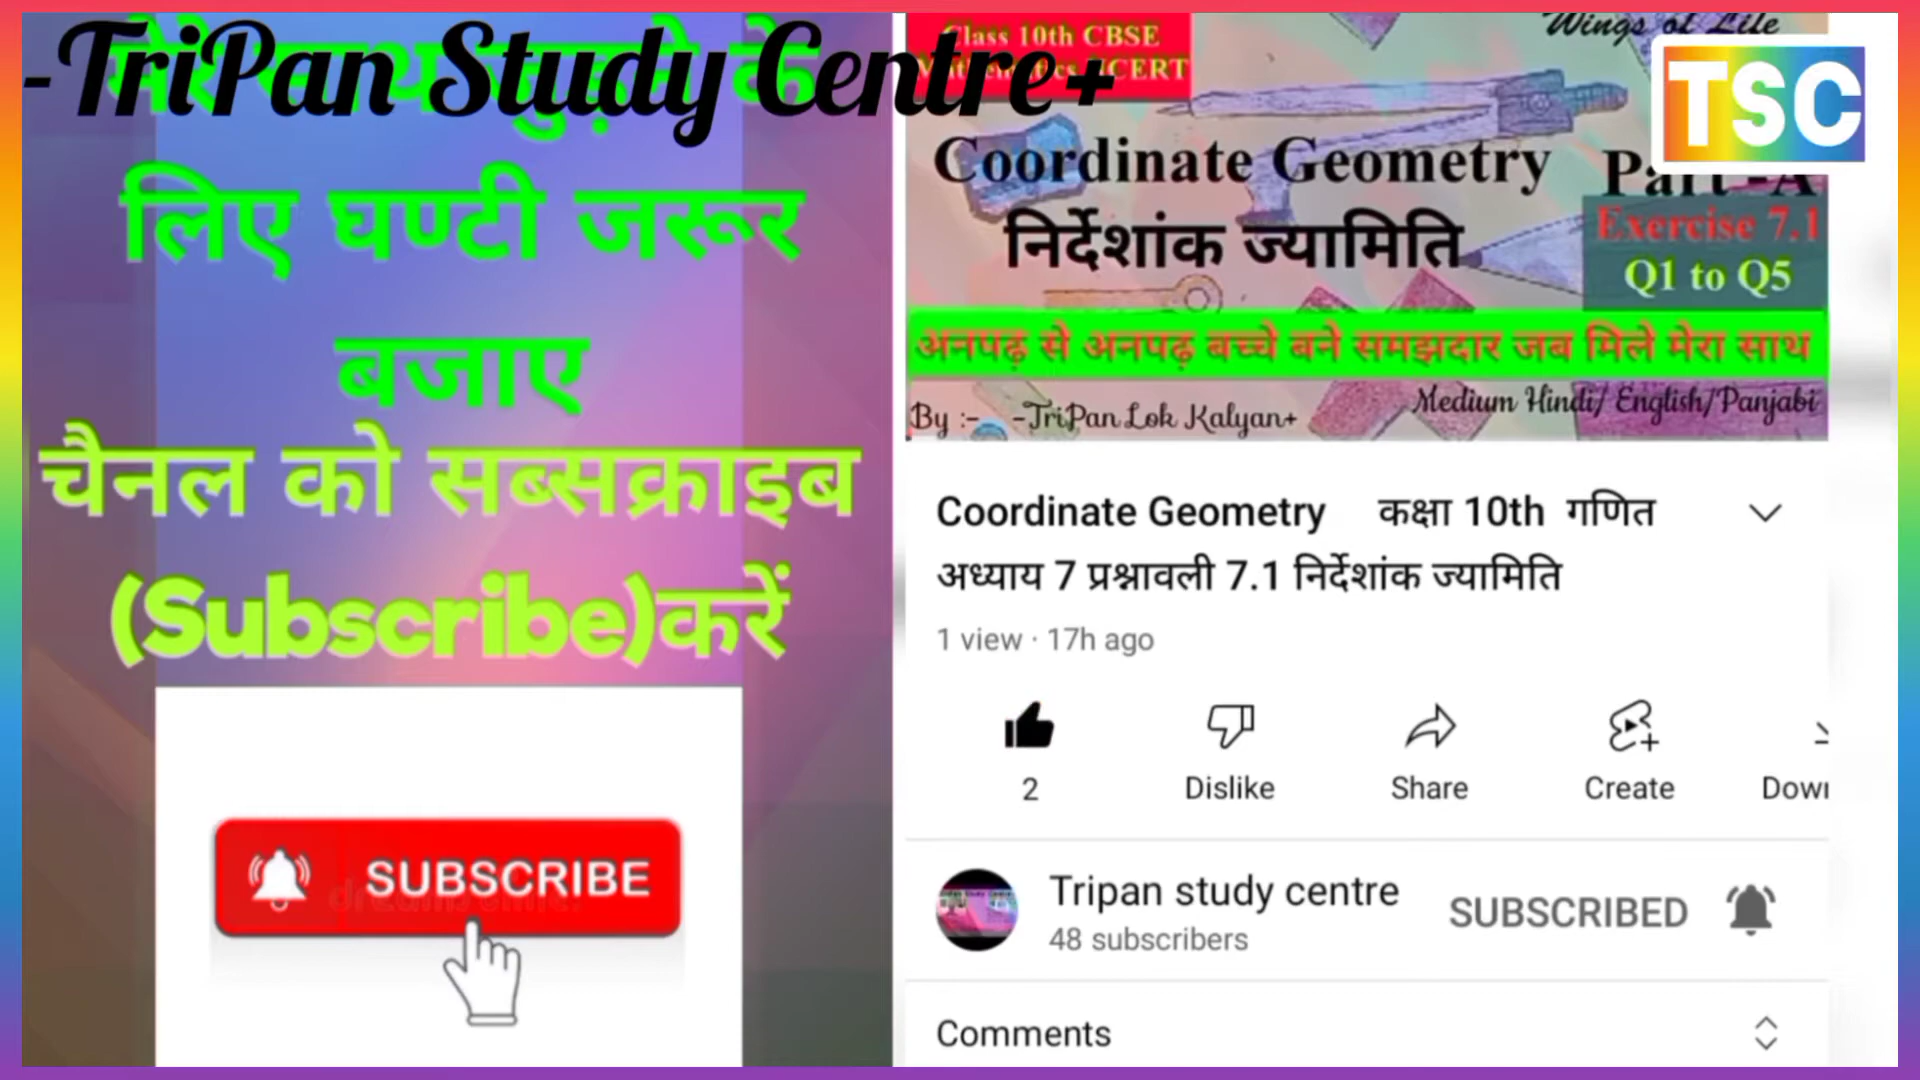 -TriPan Study Centre+
लिए घण्टी जरूर
बजाए
चैनल को सब्सक्राइब
(Subscribe)करें
SUBSCRIBE
Wings of Life
TSC
Class 10th CBSE
Coordinate Geometry Part -A
निर्देशांक ज्यामिति
Exercise 7.1
Q1 to Q5
अनपढ़ से अनपढ़ बच्चे बने समझदार जब मिले मेरा साथ
Medium Hindi/ English/Panjabi
By :- -TriPan Lok Kalyan+
Coordinate Geometry कक्षा 10th गणित
अध्याय 7 प्रश्नावली 7.1 निर्देशांक ज्यामिति
1 view · 17h ago
2 Dislike Share Create
Tripan study centre
48 subscribers
SUBSCRIBED
Comments